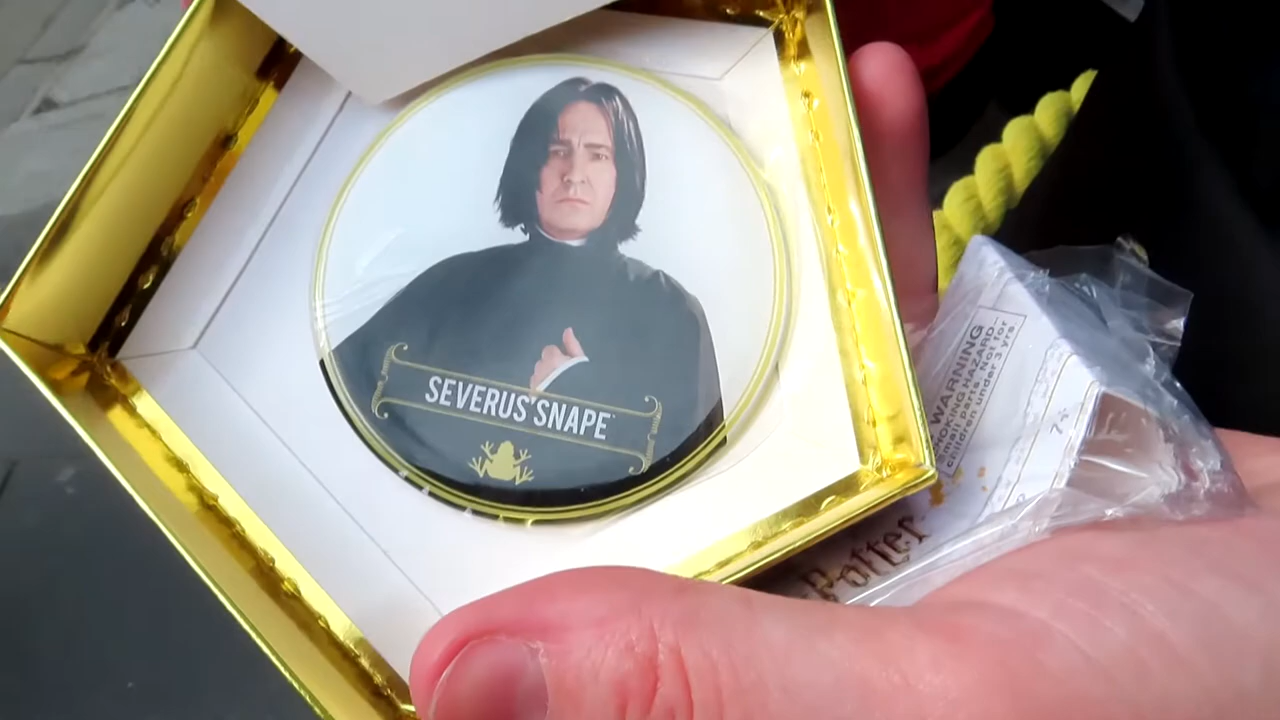 SEVERUS SNAPE
WARNING
CHOKING HAZARD-
Small parts. Not for
children under 3 yrs
Potter